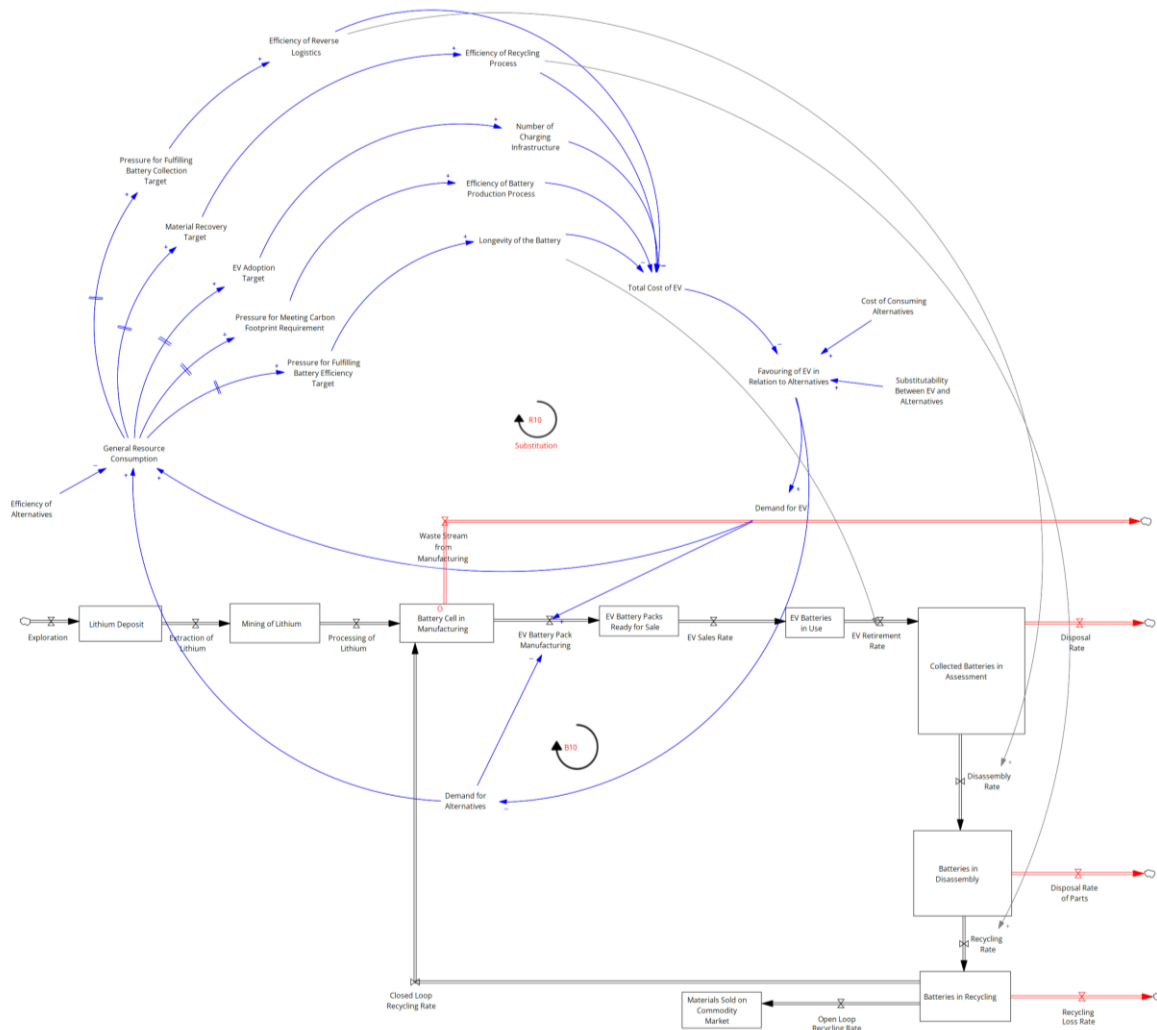 Efficiency of Reverse
Logistics
Efficiency of Recycling
Process
Number of
Charging
Infrastructure
Pressure for Fulfilling
Battery Collection
Target
Efficiency of Battery
Production Process
Material Recovery
Target
Longevity of the Battery
EV Adoption
Target
Total Cost of EV
Cost of Consuming
Alternatives
Pressure for Meeting Carbon
Footprint Requirement
Pressure for Fulfilling
Battery Efficiency
Target
Favouring of EV in
Relation to Alternatives
Substitutability
Between EV and
ALternatives
R10
Substitution
General Resource
Consumption
Efficiency of
Alternatives
Demand for EV
Waste Stream
from
Manufacturing
Lithium Deposit
Mining of Lithium
Battery Cell in
Manufacturing
EV Battery Packs
Ready for Sale
EV Batteries
in Use
Exploration
Extraction of
Lithium
Processing of
Lithium
EV Battery Pack
Manufacturing
EV Sales Rate
EV Retirement
Rate
Disposal
Rate
Collected Batteries in
Assessment
B10
Demand for
Alternatives
Disassembly
Rate
Batteries in
Disassembly
Disposal Rate
of Parts
Recycling
Rate
Closed Loop
Recycling Rate
Materials Sold on
Commodity
Market
Open Loop
Recycling Rate
Batteries in Recycling
Recycling
Loss Rate